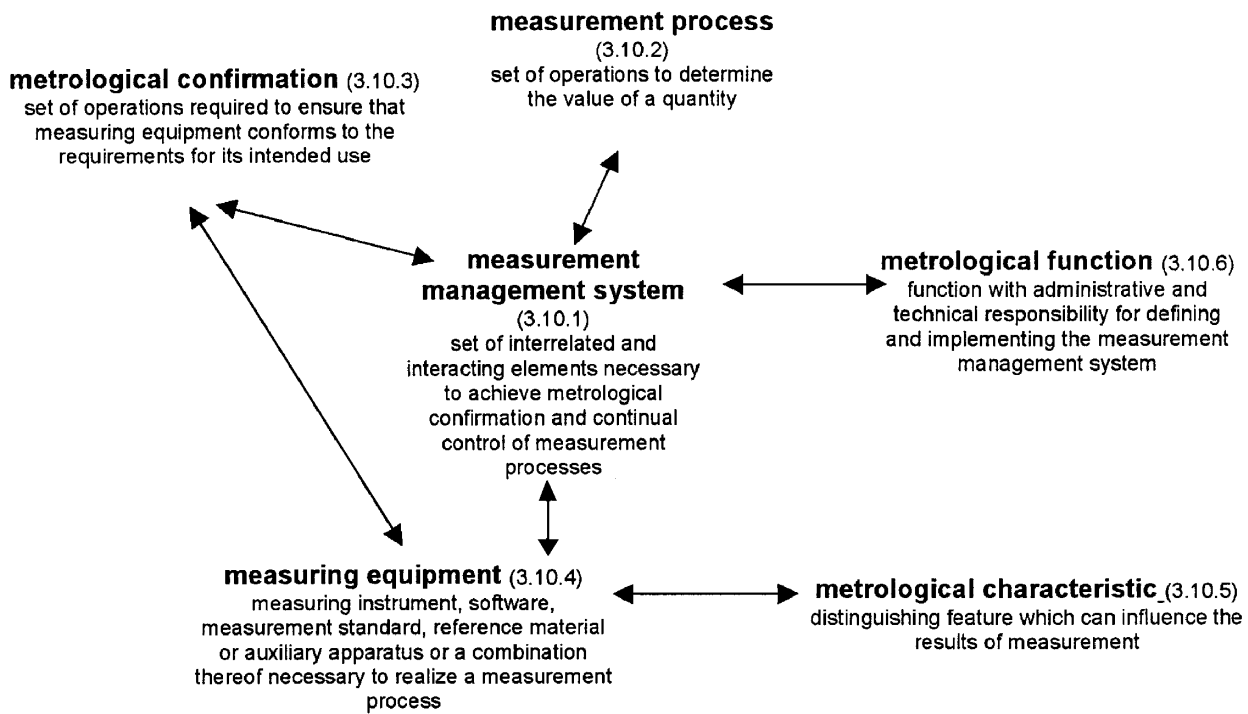 measurement process
(3.10.2)
set of operations to determine
the value of a quantity
metrological confirmation (3.10.3)
set of operations required to ensure that
measuring equipment conforms to the
requirements for its intended use
measurement
management system
(3.10.1)
set of interrelated and
interacting elements necessary
to achieve metrological
confirmation and continual
control of measurement
processes
metrological function (3.10.6)
function with administrative and
technical responsibility for defining
and implementing the measurement
management system
measuring equipment (3.10.4)
measuring instrument, software,
measurement standard, reference material
or auxiliary apparatus or a combination
thereof necessary to realize a measurement
process
metrological characteristic_(3.10.5)
distinguishing feature which can influence the
results of measurement